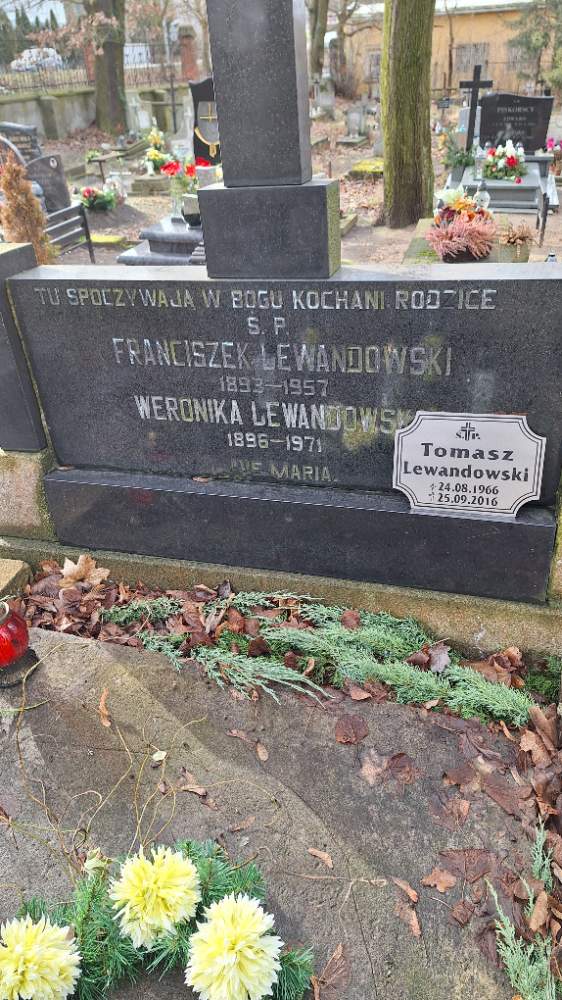 TU SPOCZYWAJĄ W BOGU KOCHANI RODZICE
Ś. P.
FRANCISZEK LEWANDOWSKI
1893–1957
WERONIKA LEWANDOWSK
1896–1971
AVE MARIA
Ś P.
Tomasz
Lewandowski
* 24.08.1966
† 25.09.2016